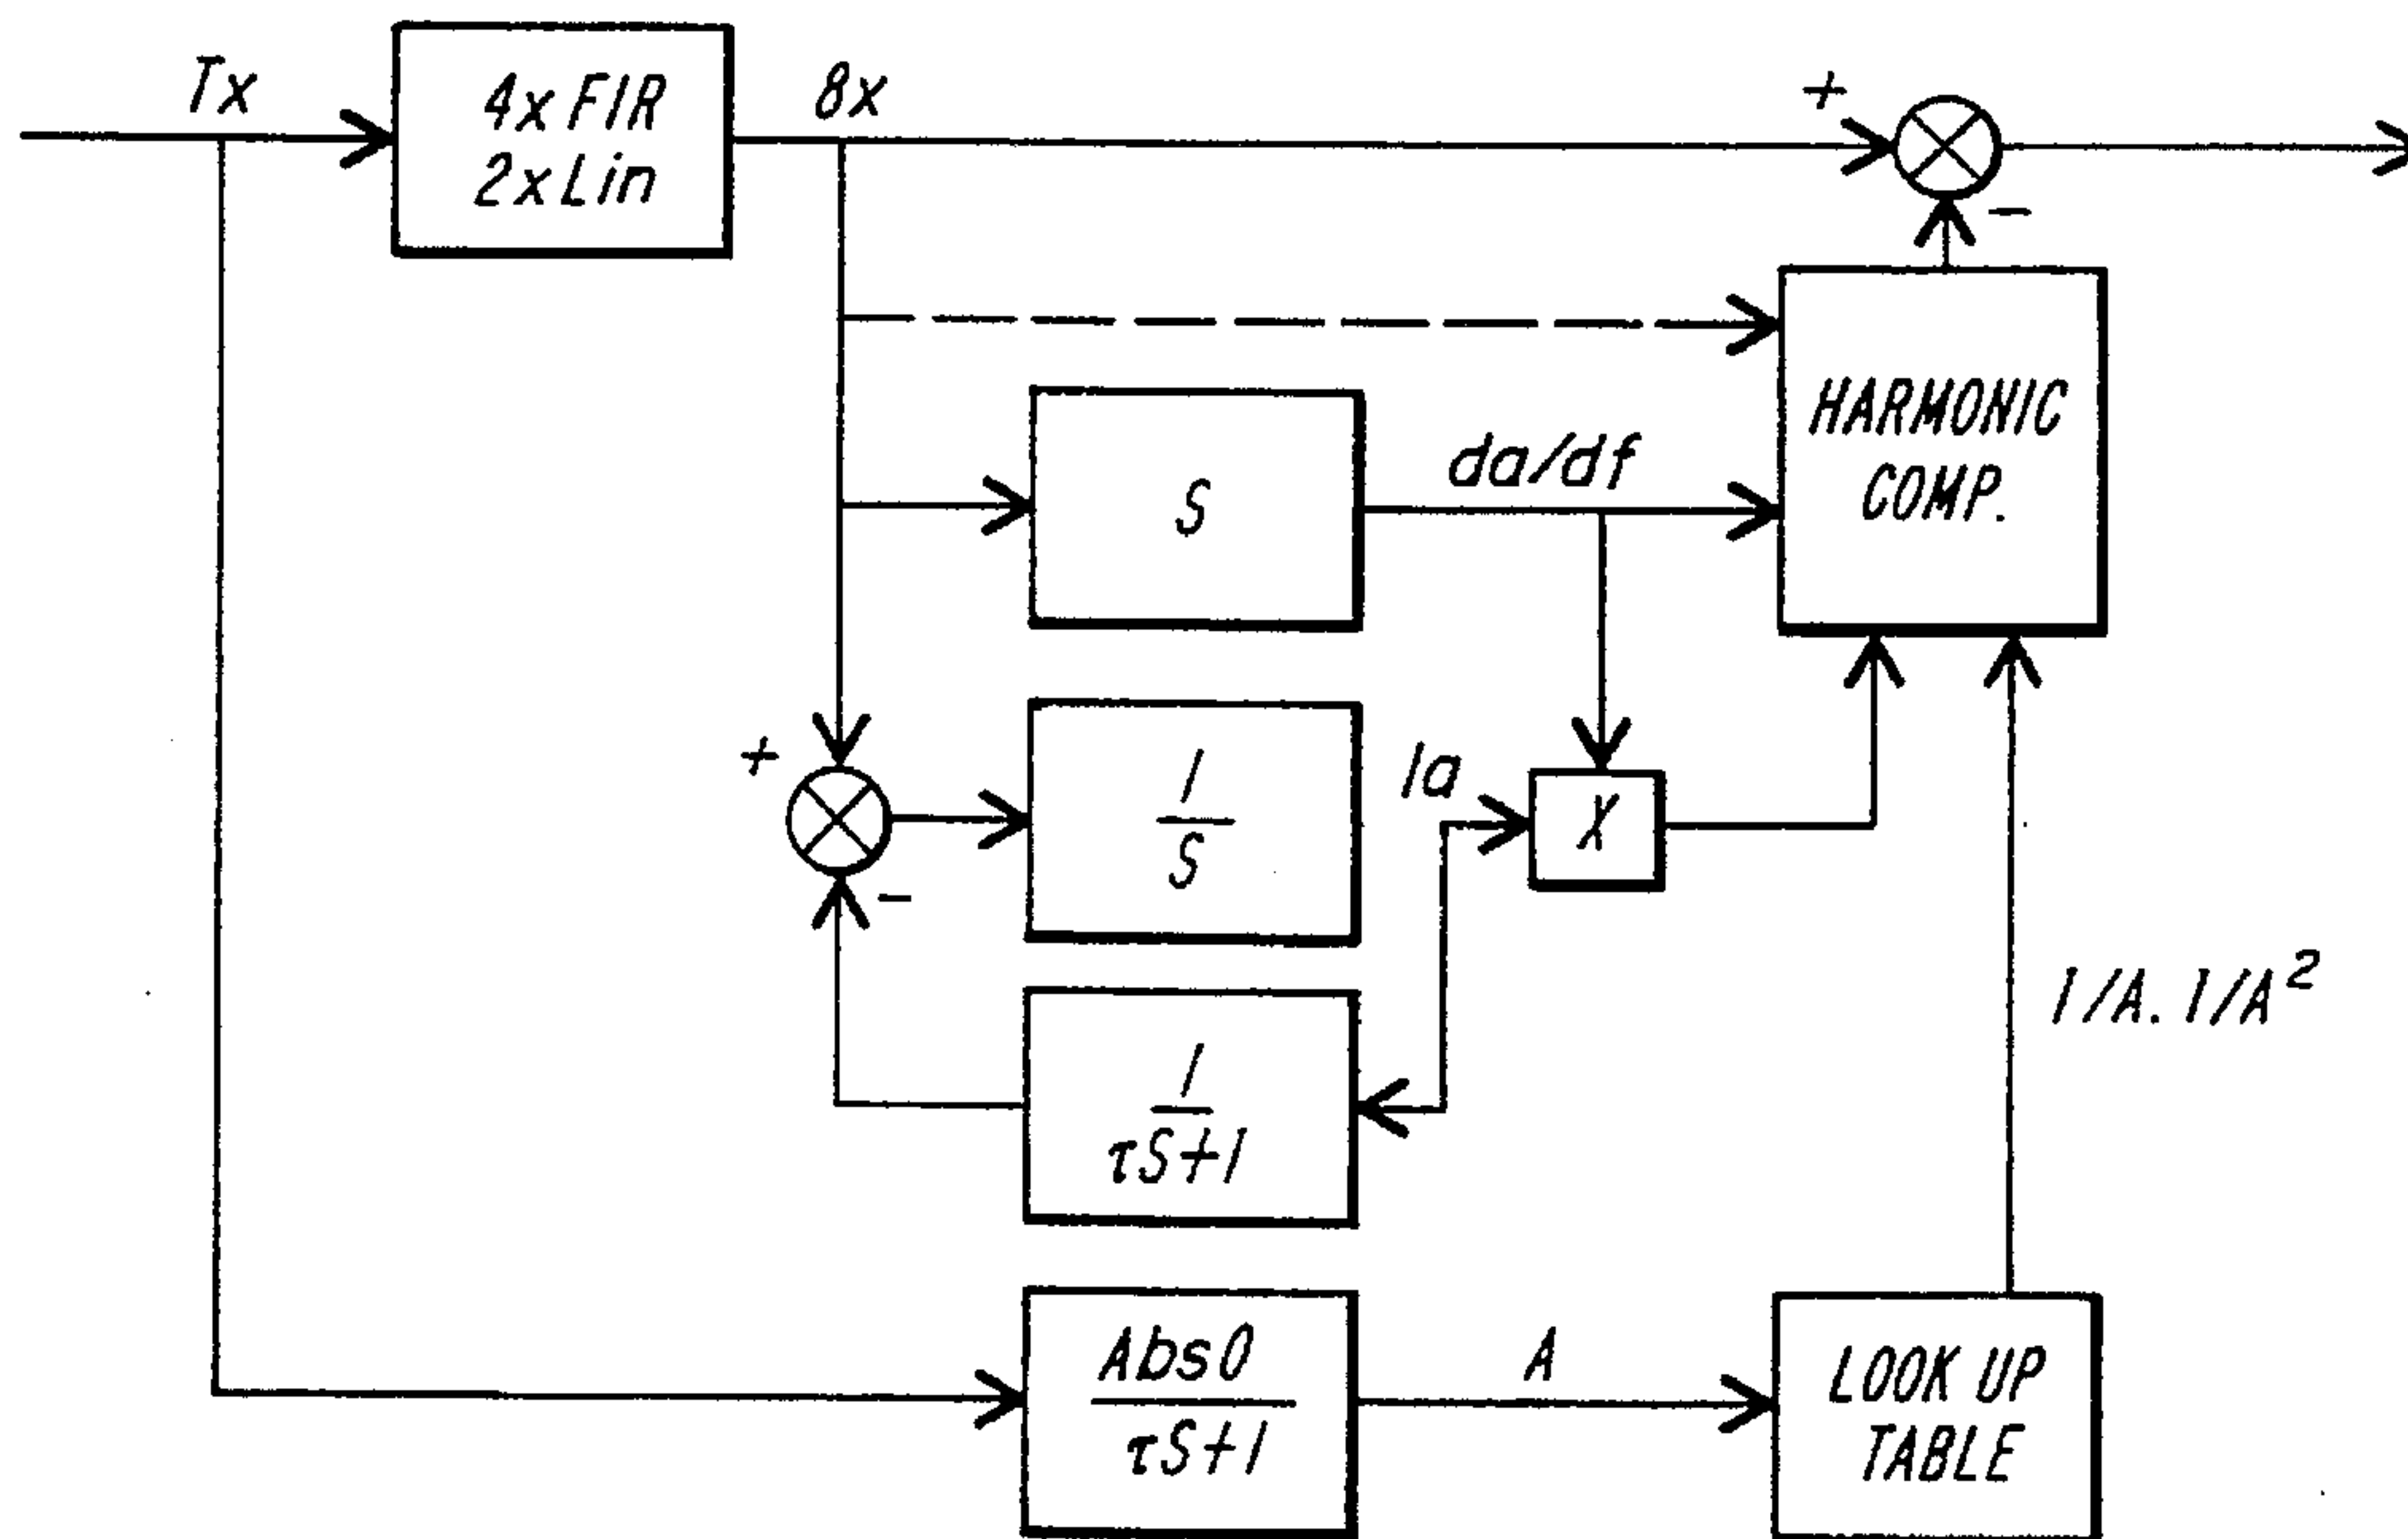 Tx
4x FIR
2x Lin
8x
+
-
HARMONIC
COMP.
S
da/df
+
-
1
S
Ia
X
1
τS+1
1/A. 1/A²
Abs()
τS+1
A
LOOK UP
TABLE